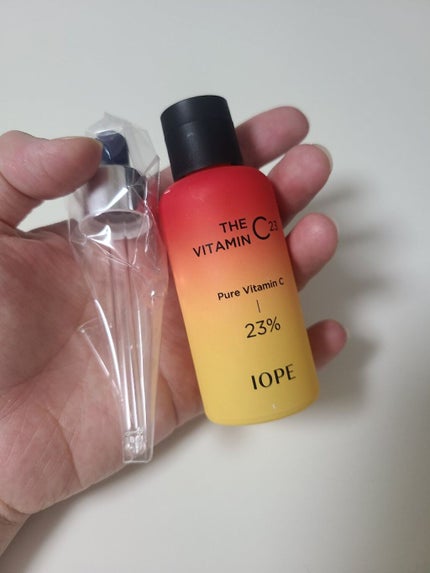 THE
VITAMIN C23
Pure Vitamin C
23%
IOPE